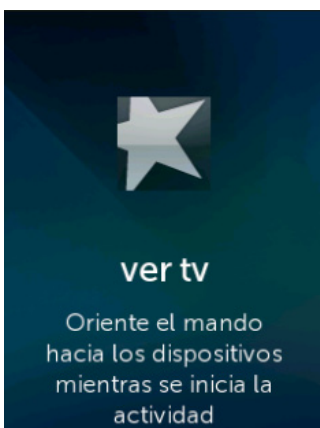 ver tv
Oriente el mando
hacia los dispositivos
mientras se inicia la
actividad